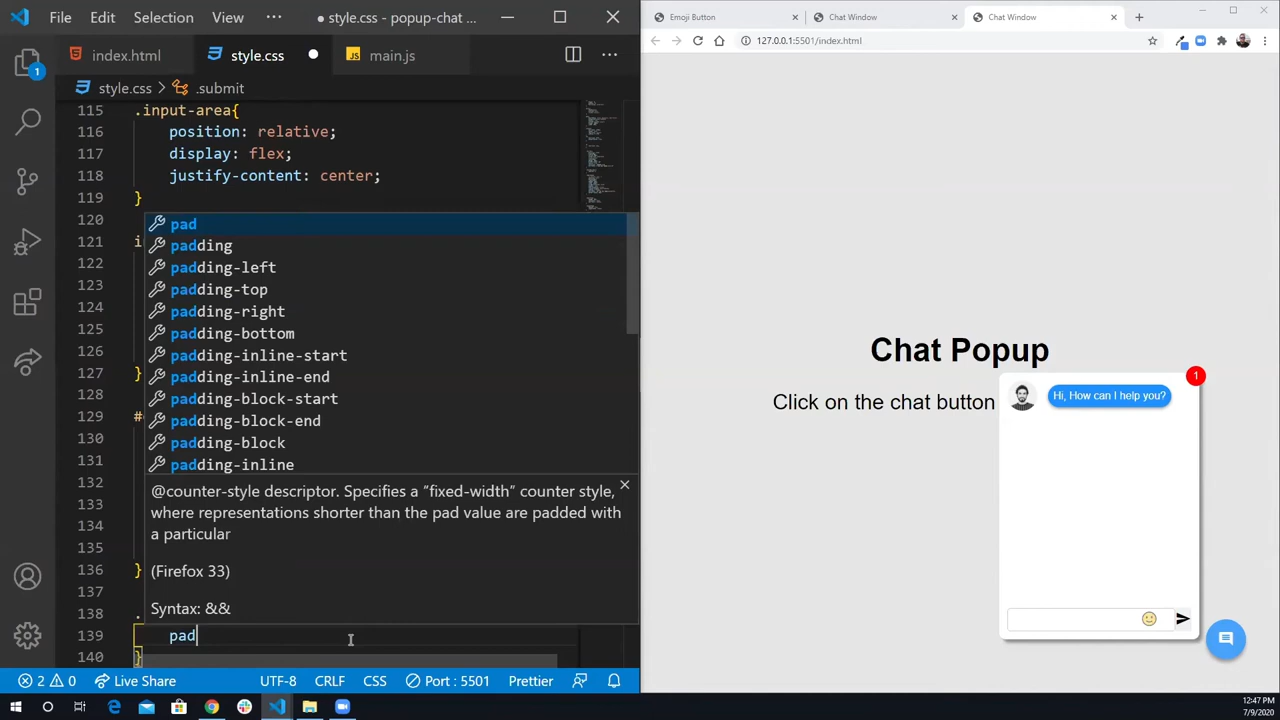 File Edit Selection View ··· ● style.css - popup-chat ...
index.html style.css ● main.js ···
style.css > .submit
1
115 .input-area{
116 position: relative;
117 display: flex;
118 justify-content: center;
119 }
120
121
122
123
124
125
126
127 }
128
129 #
130
131
132
133
134
135
136 }
137
138 .
139 pad
140 }
pad
padding
padding-left
padding-top
padding-right
padding-bottom
padding-inline-start
padding-inline-end
padding-block-start
padding-block-end
padding-block
padding-inline
@counter-style descriptor. Specifies a “fixed-width” counter style,
where representations shorter than the pad value are padded with
a particular
(Firefox 33)
Syntax: &&
2 0 Live Share UTF-8 CRLF CSS Port : 5501 Prettier
Emoji Button Chat Window Chat Window
127.0.0.1:5501/index.html
Chat Popup
Click on the chat button
1
Hi, How can I help you?
12:47 PM
7/9/2020